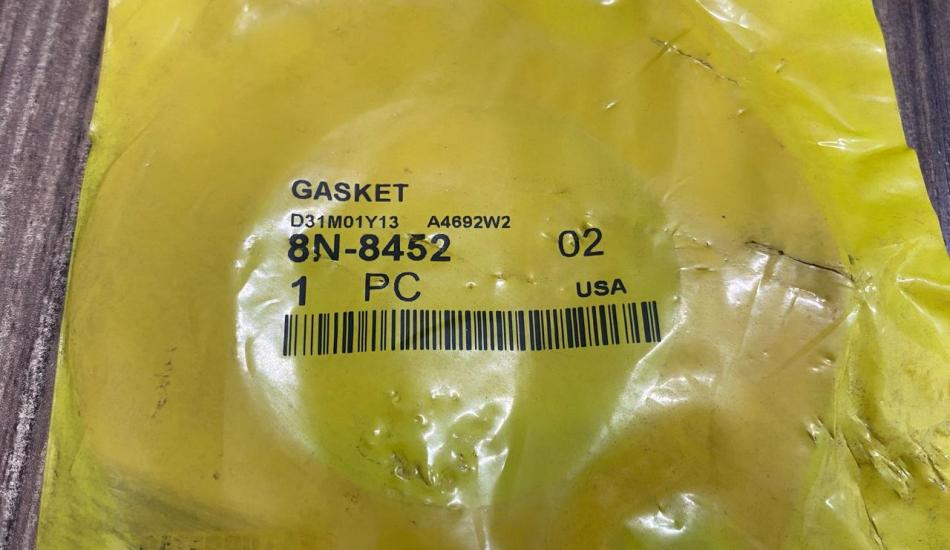 GASKET
D31M01Y13 A4692W2
8N-8452 02
1 PC USA